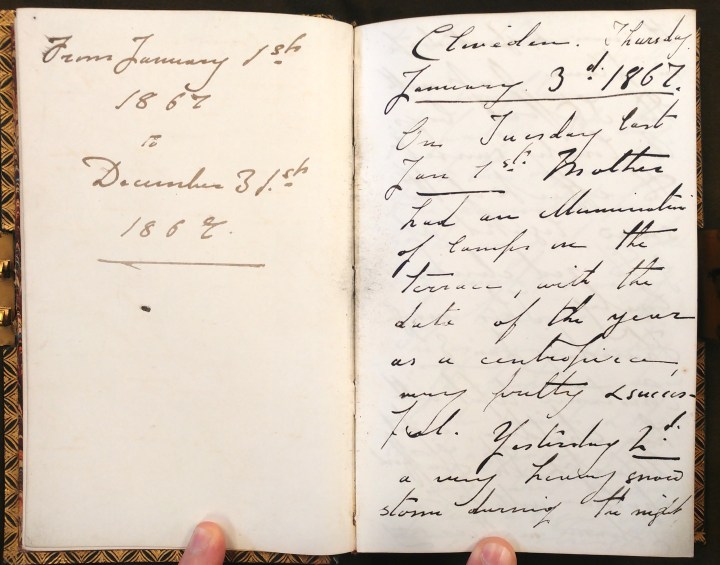 From January 1st
1867
to
December 31st
1867.
Cliveden. Thursday
January 3d. 1867.
On Tuesday last
Jan 1st. Mother
had an illumination
of lamps on the
terrace, with the
date of the year
as a centrepiece,
very pretty & success-
ful. Yesterday 2d.
a very heavy snow
storm during the night